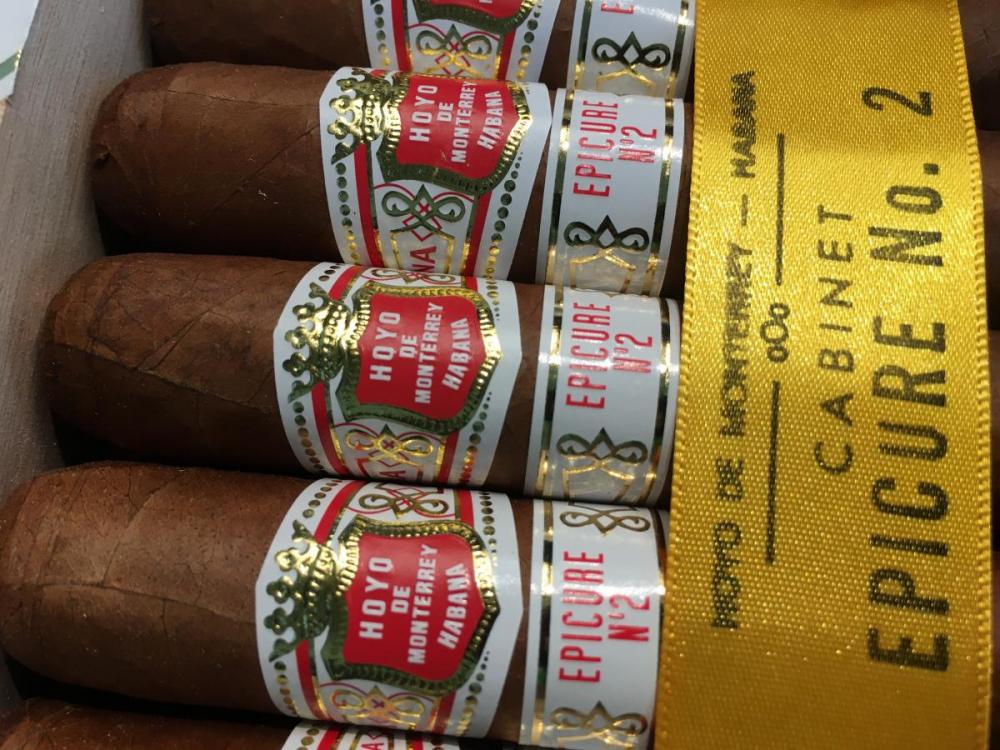 HOYO
DE
MONTERREY
HABANA
NA
EPICURE
Nº2
HOYO
DE
MONTERREY
HABANA
EPICURE
Nº2
HOYO
DE
MONTERREY
HABANA
EPICURE
Nº2
HOYO DE MONTERREY — HABANA
CABINET
EPICURE No. 2